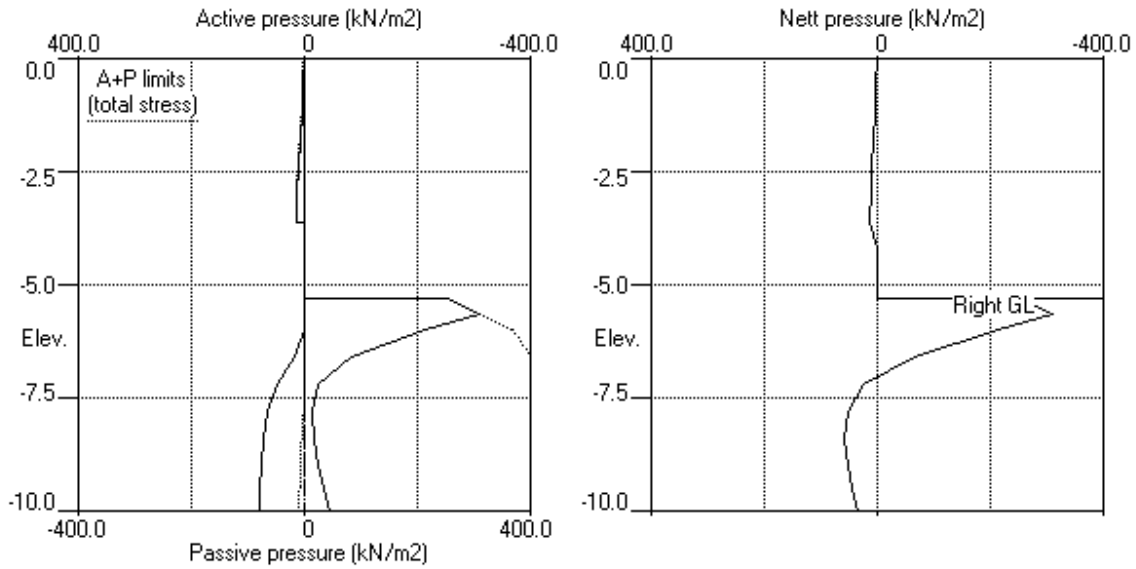 Active pressure (kN/m2)
400.0 0 -400.0
0.0
A+P limits
(total stress)
-2.5
-5.0
Elev.
-7.5
-10.0
-400.0 0 400.0
Passive pressure (kN/m2)
Nett pressure (kN/m2)
400.0 0 -400.0
0.0
-2.5
-5.0
Right GL
Elev.
-7.5
-10.0